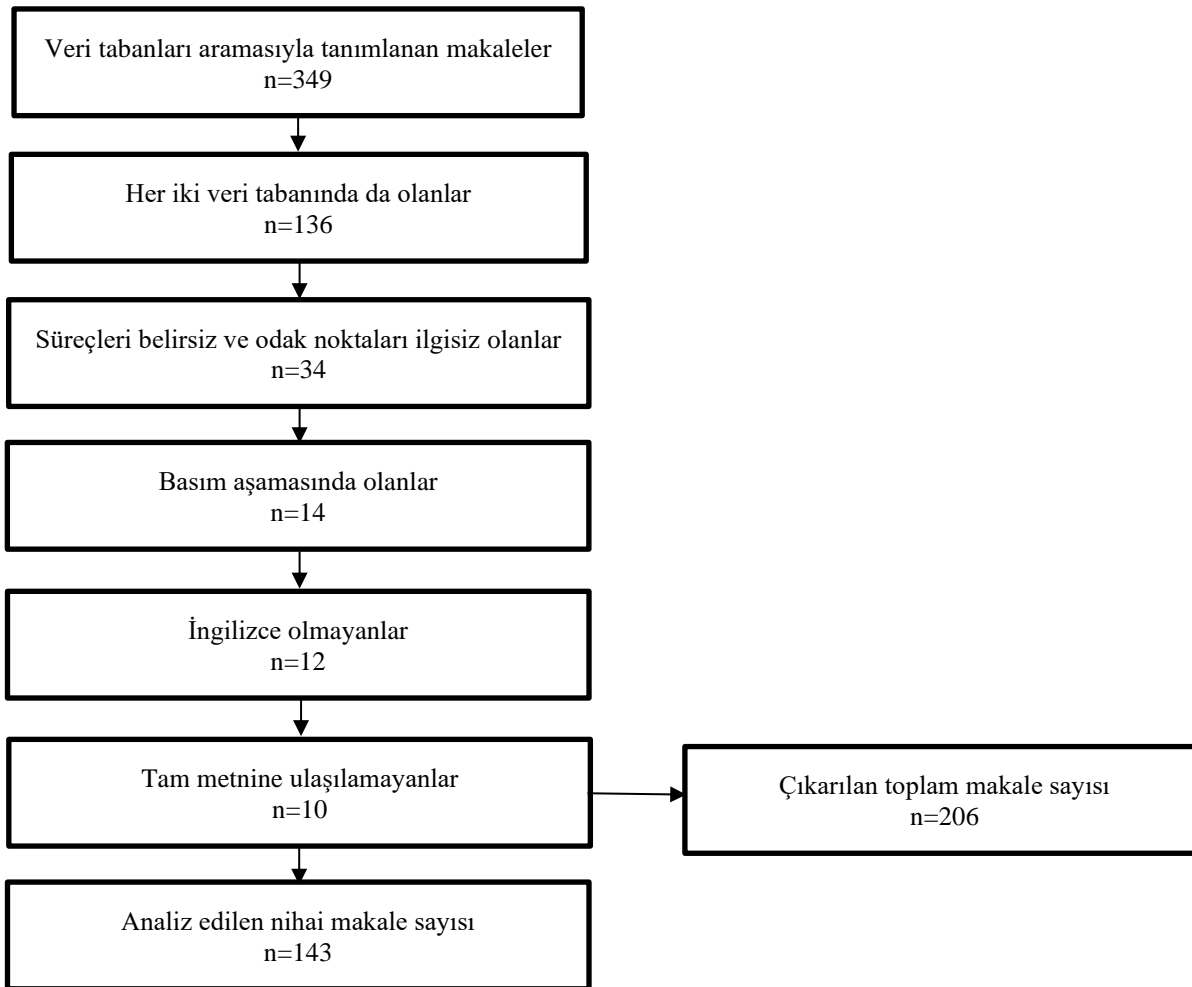 Veri tabanları aramasıyla tanımlanan makaleler
n=349
Her iki veri tabanında da olanlar
n=136
Süreçleri belirsiz ve odak noktaları ilgisiz olanlar
n=34
Basım aşamasında olanlar
n=14
İngilizce olmayanlar
n=12
Tam metnine ulaşılamayanlar
n=10
Çıkarılan toplam makale sayısı
n=206
Analiz edilen nihai makale sayısı
n=143